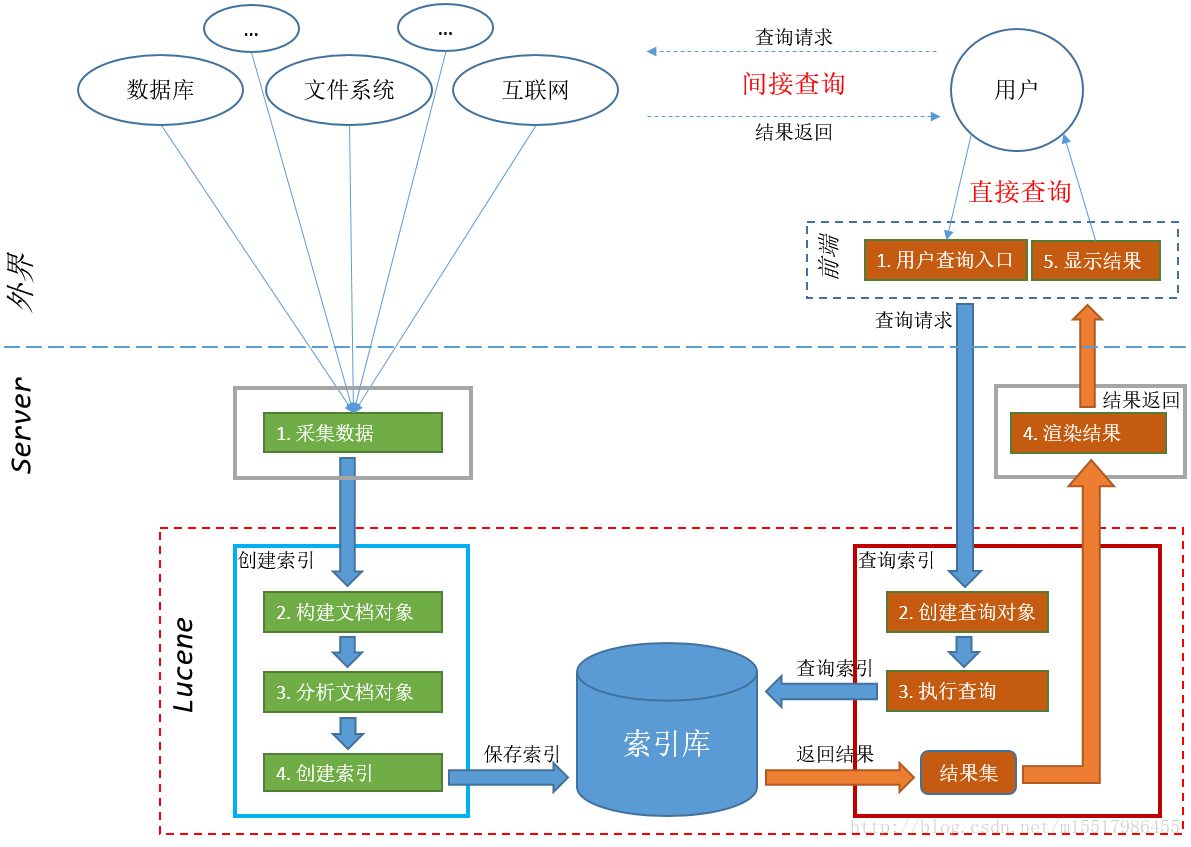 ...
...
数据库
文件系统
互联网
查询请求
间接查询
结果返回
用户
直接查询
前端
1. 用户查询入口
5. 显示结果
外界
查询请求
Server
1. 采集数据
结果返回
4. 渲染结果
Lucene
创建索引
2. 构建文档对象
3. 分析文档对象
4. 创建索引
保存索引
索引库
查询索引
2. 创建查询对象
查询索引
3. 执行查询
返回结果
结果集
http://blog.csdn.net/m15517986455